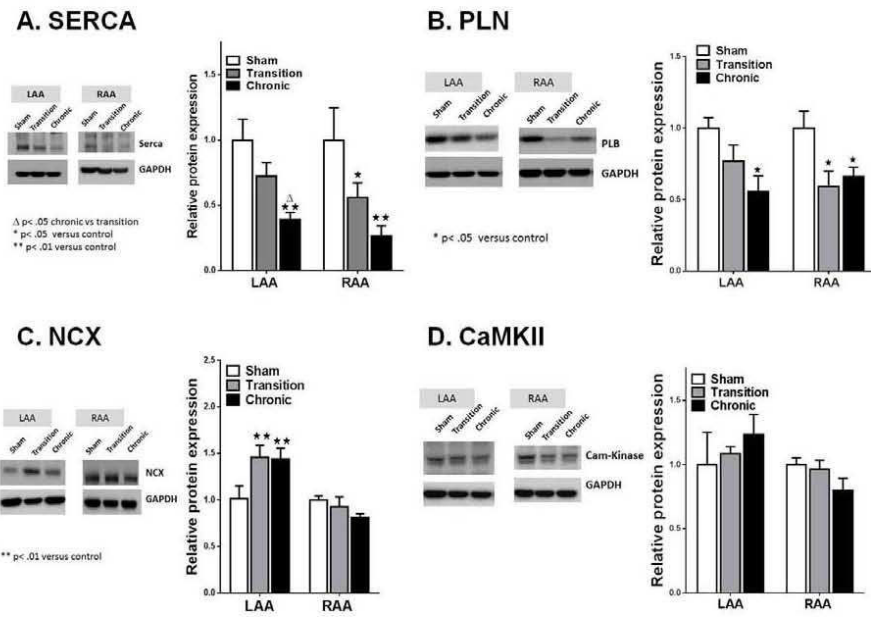 A. SERCA
LAA
RAA
Sham
Transition
Chronic
Sham
Transition
Chronic
Serca
GAPDH
Δ p< .05 chronic vs transition
* p< .05 versus control
** p< .01 versus control
Relative protein expression
1.5
1.0
0.5
0.0
Sham
Transition
Chronic
Δ
★★
★
★★
LAA
RAA
B. PLN
LAA
RAA
Sham
Transition
Chronic
Sham
Transition
Chronic
PLB
GAPDH
* p< .05 versus control
Relative protein expression
1.5
1.0
0.5
0.0
Sham
Transition
Chronic
★
★
★
LAA
RAA
C. NCX
LAA
RAA
Sham
Transition
Chronic
Sham
Transition
Chronic
NCX
GAPDH
** p< .01 versus control
Relative protein expression
2.5
2.0
1.5
1.0
0.5
0.0
Sham
Transition
Chronic
★★
★★
LAA
RAA
D. CaMKII
LAA
RAA
Sham
Transition
Chronic
Sham
Transition
Chronic
Cam-Kinase
GAPDH
Relative protein expression
1.5
1.0
0.5
0.0
Sham
Transition
Chronic
LAA
RAA